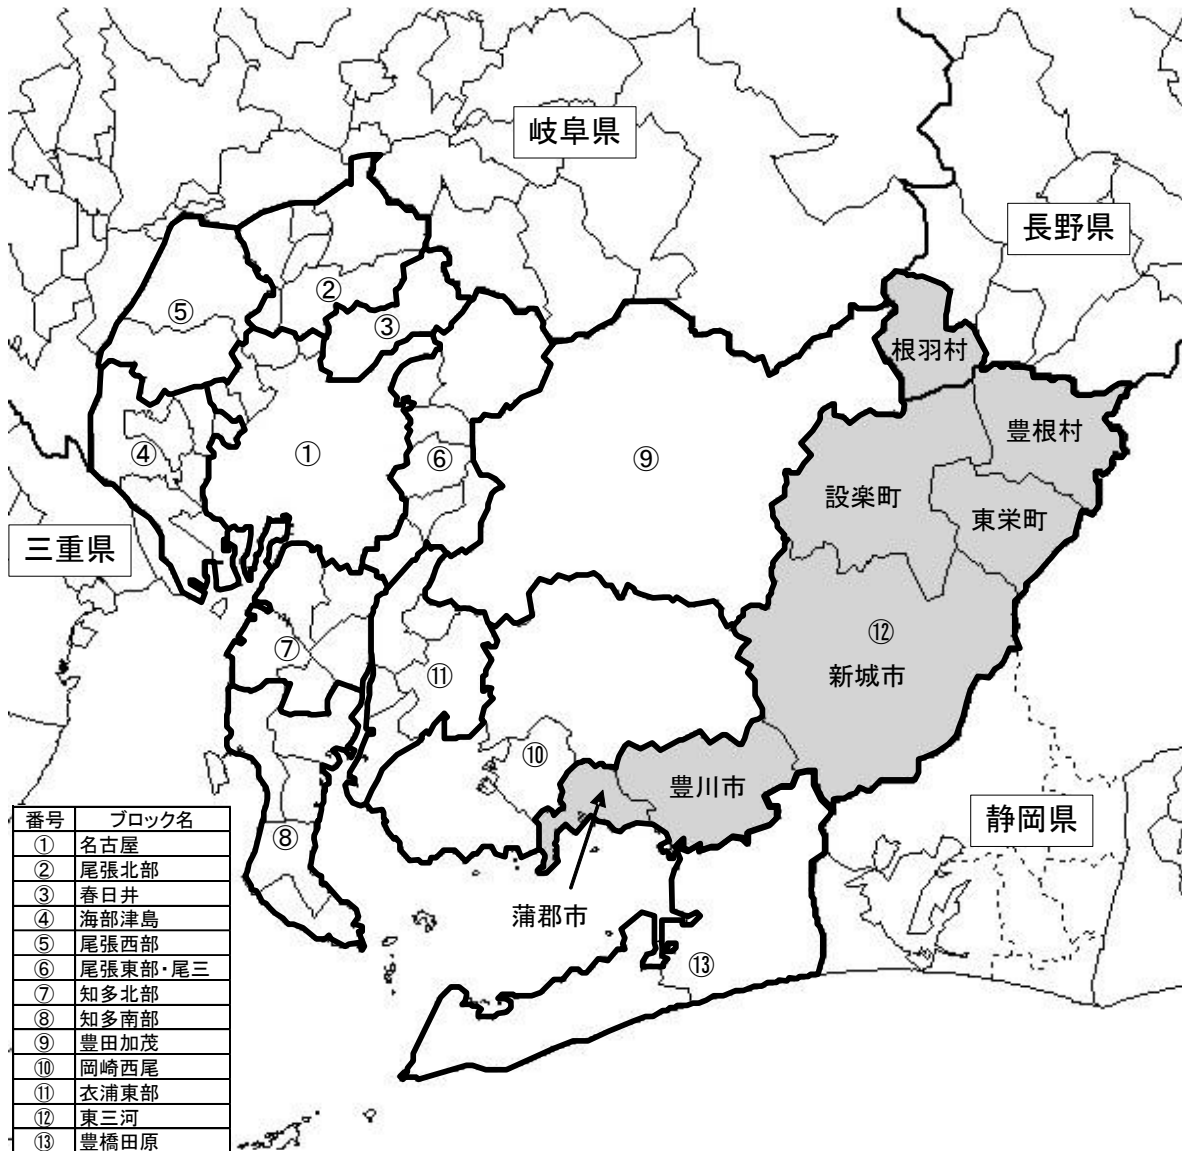 岐阜県
長野県
②
⑤
③
根羽村
豊根村
④
①
⑥
⑨
設楽町
東栄町
三重県
⑫
新城市
⑦
⑪
⑩
豊川市
静岡県
⑧
蒲郡市
⑬
番号 ブロック名
① 名古屋
② 尾張北部
③ 春日井
④ 海部津島
⑤ 尾張西部
⑥ 尾張東部・尾三
⑦ 知多北部
⑧ 知多南部
⑨ 豊田加茂
⑩ 岡崎西尾
⑪ 衣浦東部
⑫ 東三河
⑬ 豊橋田原